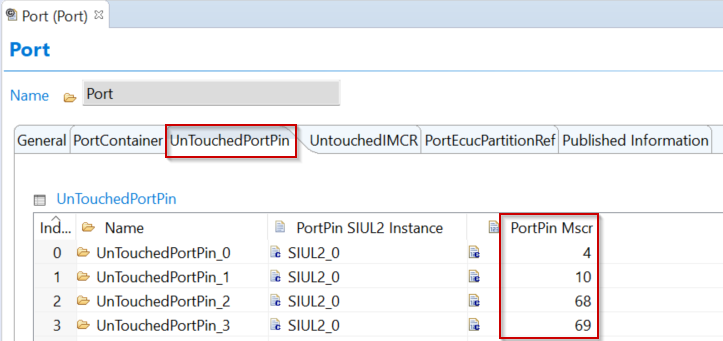 Port (Port)
Port
Name Port
General PortContainer UnTouchedPortPin UntouchedIMCR PortEcucPartitionRef Published Information
UnTouchedPortPin
Ind... Name PortPin SIUL2 Instance PortPin Mscr
0 UnTouchedPortPin_0 SIUL2_0 4
1 UnTouchedPortPin_1 SIUL2_0 10
2 UnTouchedPortPin_2 SIUL2_0 68
3 UnTouchedPortPin_3 SIUL2_0 69